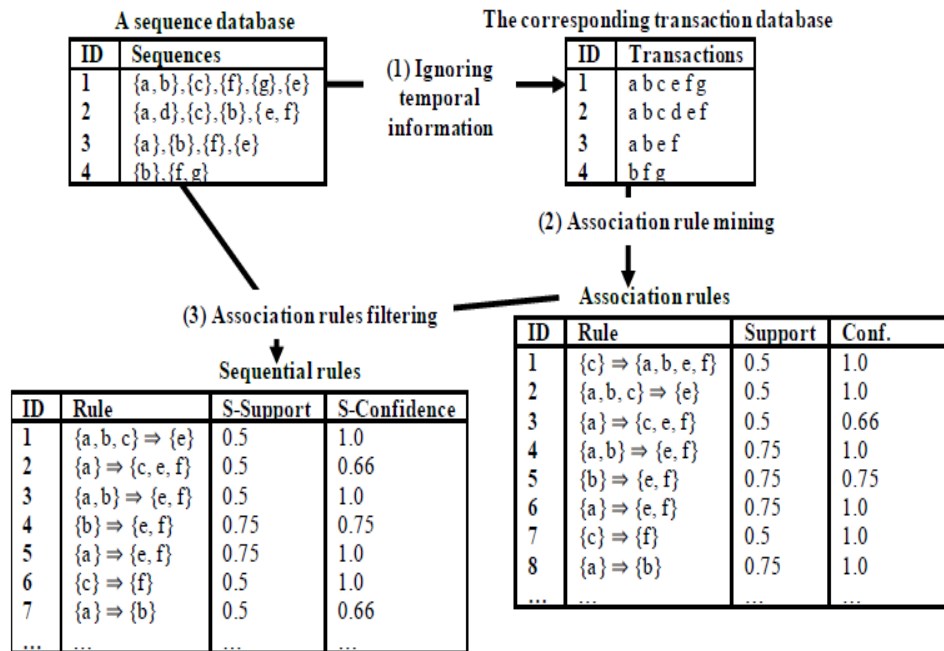 A sequence database
ID Sequences
1 {a, b},{c},{f},{g},{e}
2 {a, d},{c},{b},{e, f}
3 {a},{b},{f},{e}
4 {b},{f, g}
(1) Ignoring
temporal
information
The corresponding transaction database
ID Transactions
1 a b c e f g
2 a b c d e f
3 a b e f
4 b f g
(2) Association rule mining
(3) Association rules filtering
Association rules
ID Rule Support Conf.
1 {c} ⇒ {a, b, e, f} 0.5 1.0
2 {a, b, c} ⇒ {e} 0.5 1.0
3 {a} ⇒ {c, e, f} 0.5 0.66
4 {a, b} ⇒ {e, f} 0.75 1.0
5 {b} ⇒ {e, f} 0.75 0.75
6 {a} ⇒ {e, f} 0.75 1.0
7 {c} ⇒ {f} 0.5 1.0
8 {a} ⇒ {b} 0.75 1.0
... ... ... ...
Sequential rules
ID Rule S-Support S-Confidence
1 {a, b, c} ⇒ {e} 0.5 1.0
2 {a} ⇒ {c, e, f} 0.5 0.66
3 {a, b} ⇒ {e, f} 0.5 1.0
4 {b} ⇒ {e, f} 0.75 0.75
5 {a} ⇒ {e, f} 0.75 1.0
6 {c} ⇒ {f} 0.5 1.0
7 {a} ⇒ {b} 0.5 0.66
... ... ... ...